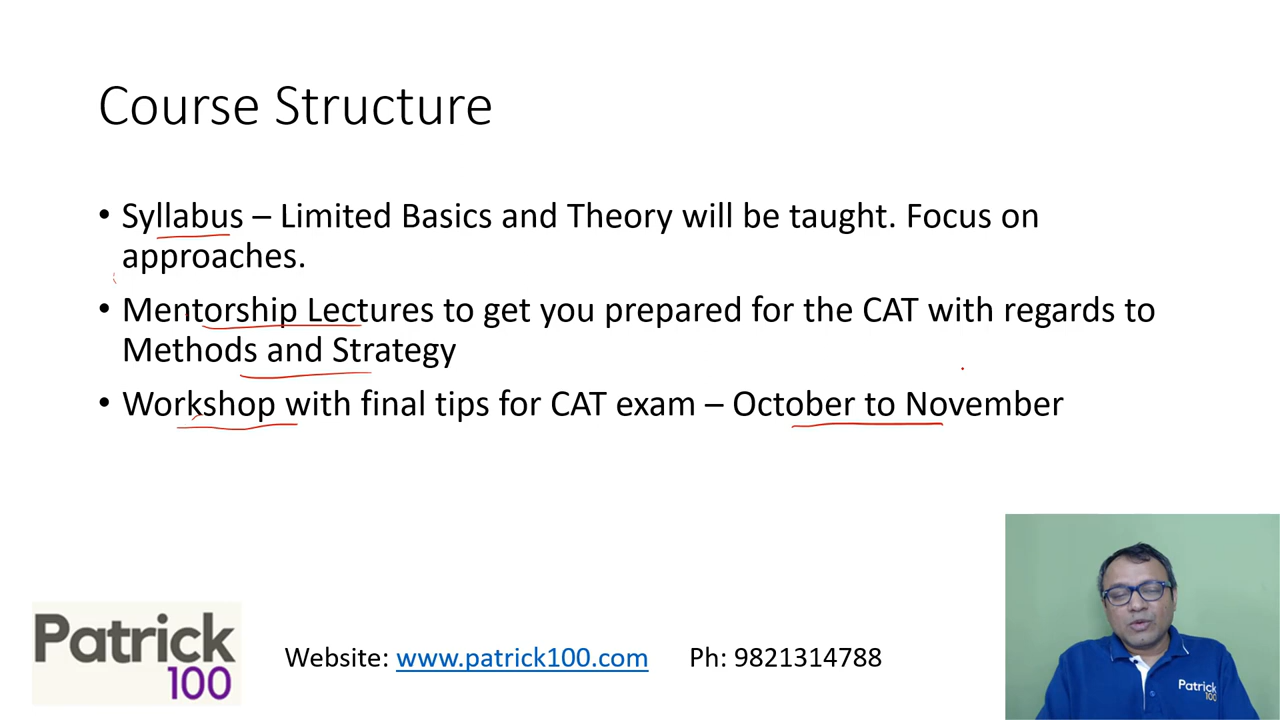 Course Structure
• Syllabus – Limited Basics and Theory will be taught. Focus on
approaches.
• Mentorship Lectures to get you prepared for the CAT with regards to
Methods and Strategy
• Workshop with final tips for CAT exam – October to November
Patrick
100
Website: www.patrick100.com Ph: 9821314788
Patrick
100